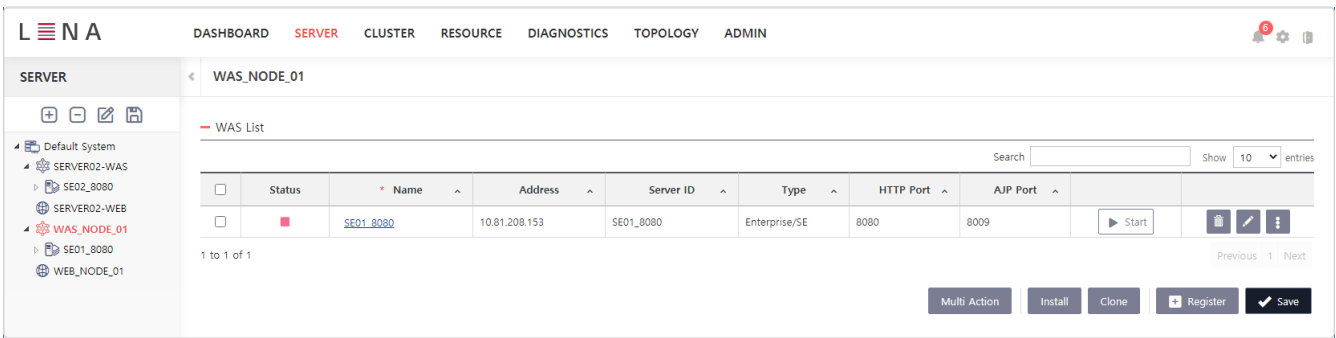 LENA DASHBOARD SERVER CLUSTER RESOURCE DIAGNOSTICS TOPOLOGY ADMIN 6
SERVER
WAS_NODE_01
Default System
SERVER02-WAS
SE02_8080
SERVER02-WEB
WAS_NODE_01
SE01_8080
WEB_NODE_01
WAS List
Search Show 10 entries
Status * Name Address Server ID Type HTTP Port AJP Port
SE01_8080 10.81.208.153 SE01_8080 Enterprise/SE 8080 8009 Start
1 to 1 of 1 Previous 1 Next
Multi Action Install Clone Register Save